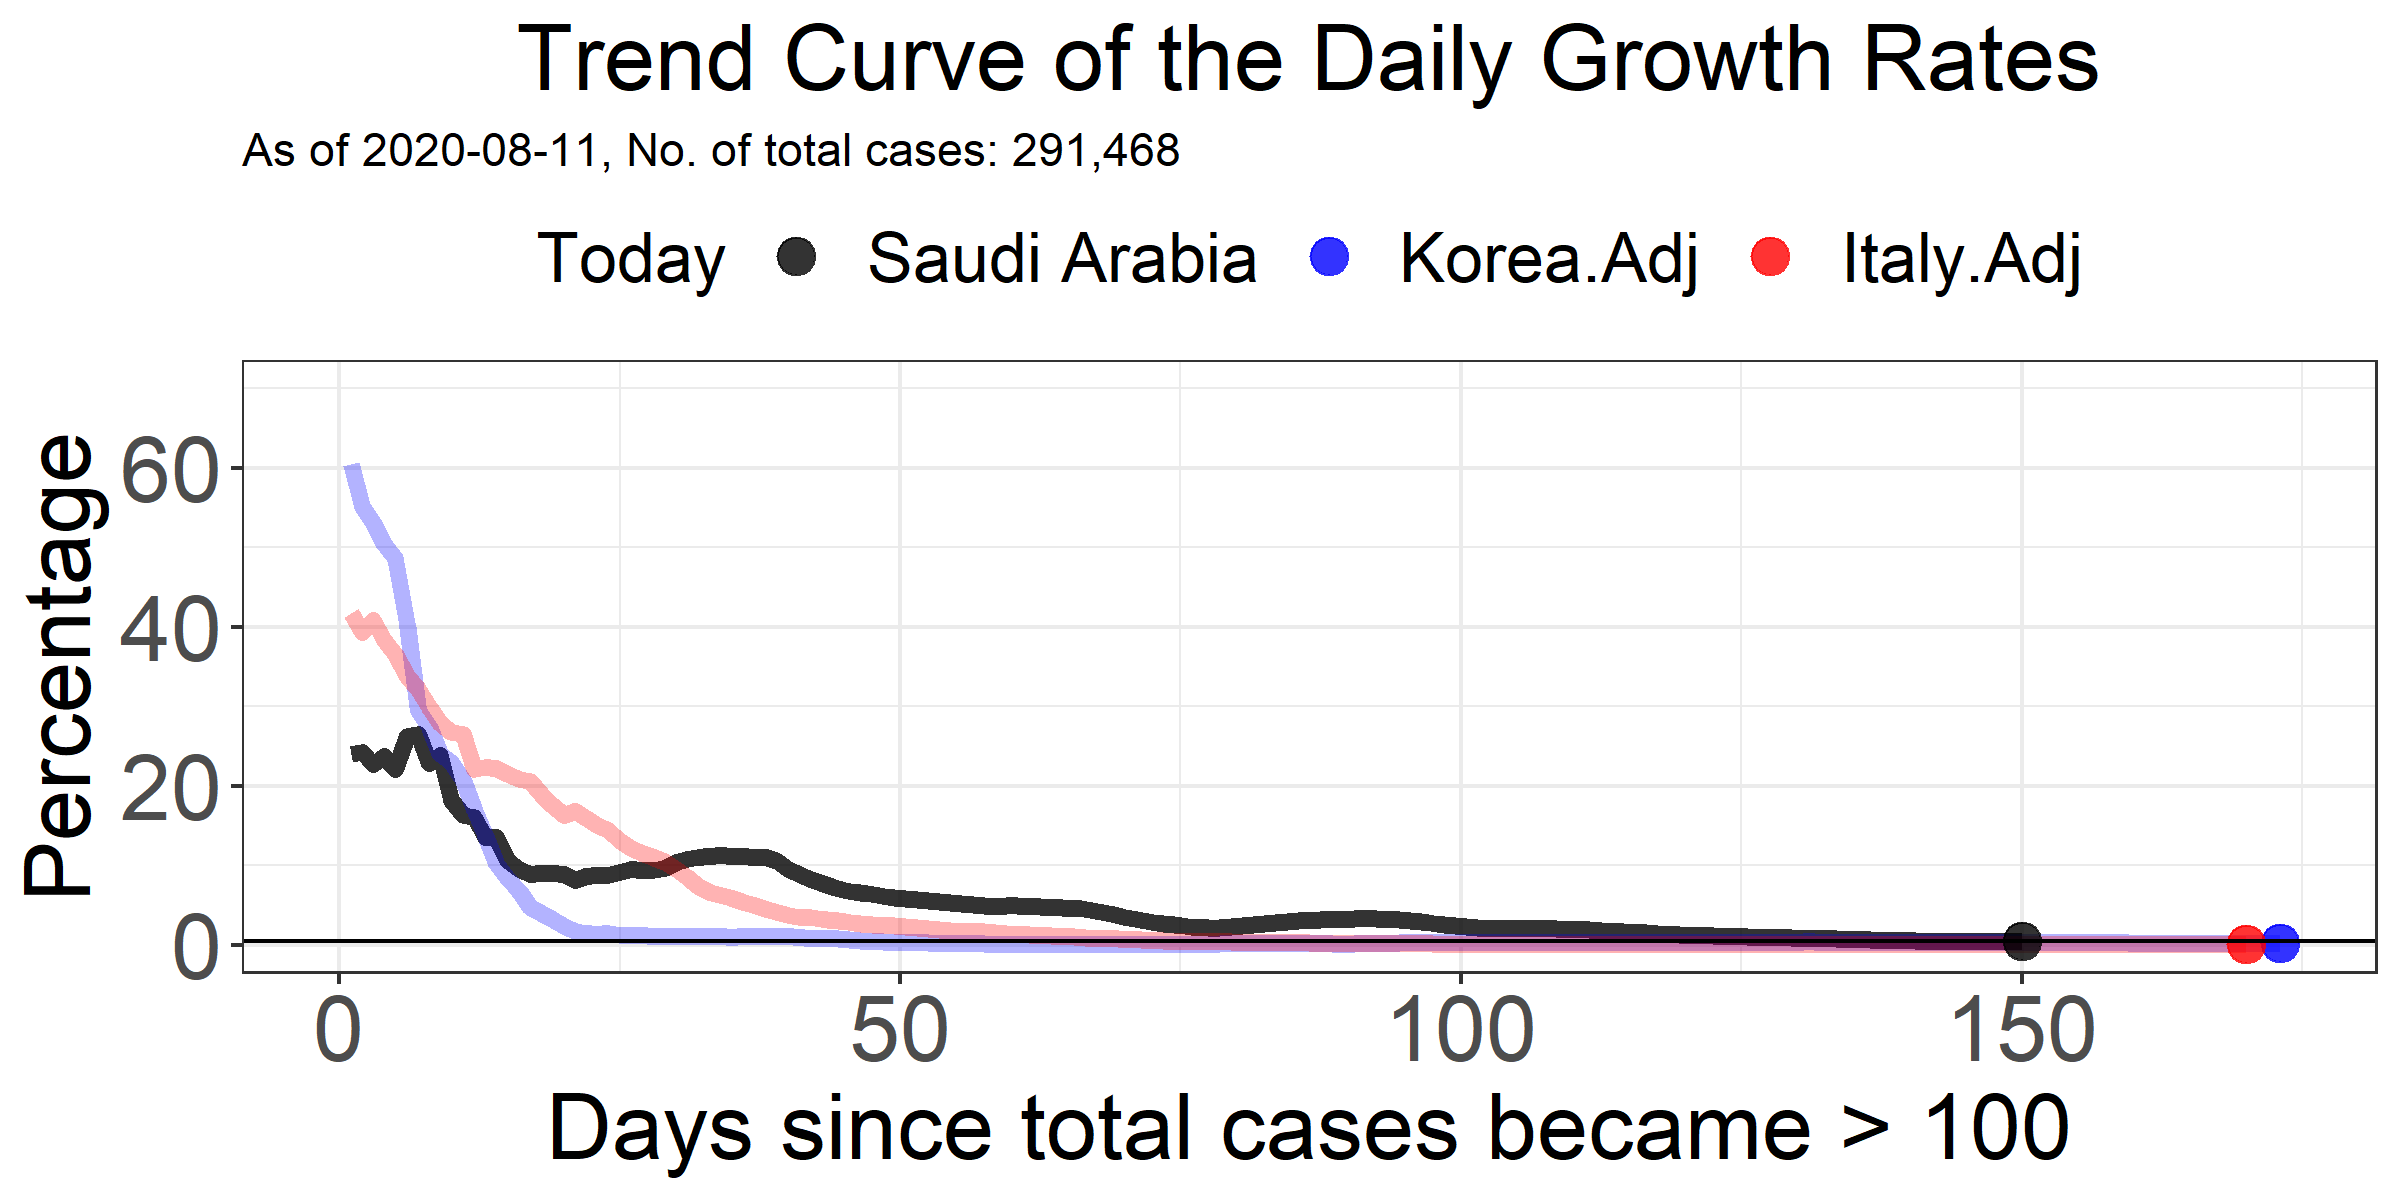 Trend Curve of the Daily Growth Rates
As of 2020-08-11, No. of total cases: 291,468
Today Saudi Arabia Korea.Adj Italy.Adj
Percentage
60
40
20
0
0 50 100 150
Days since total cases became > 100